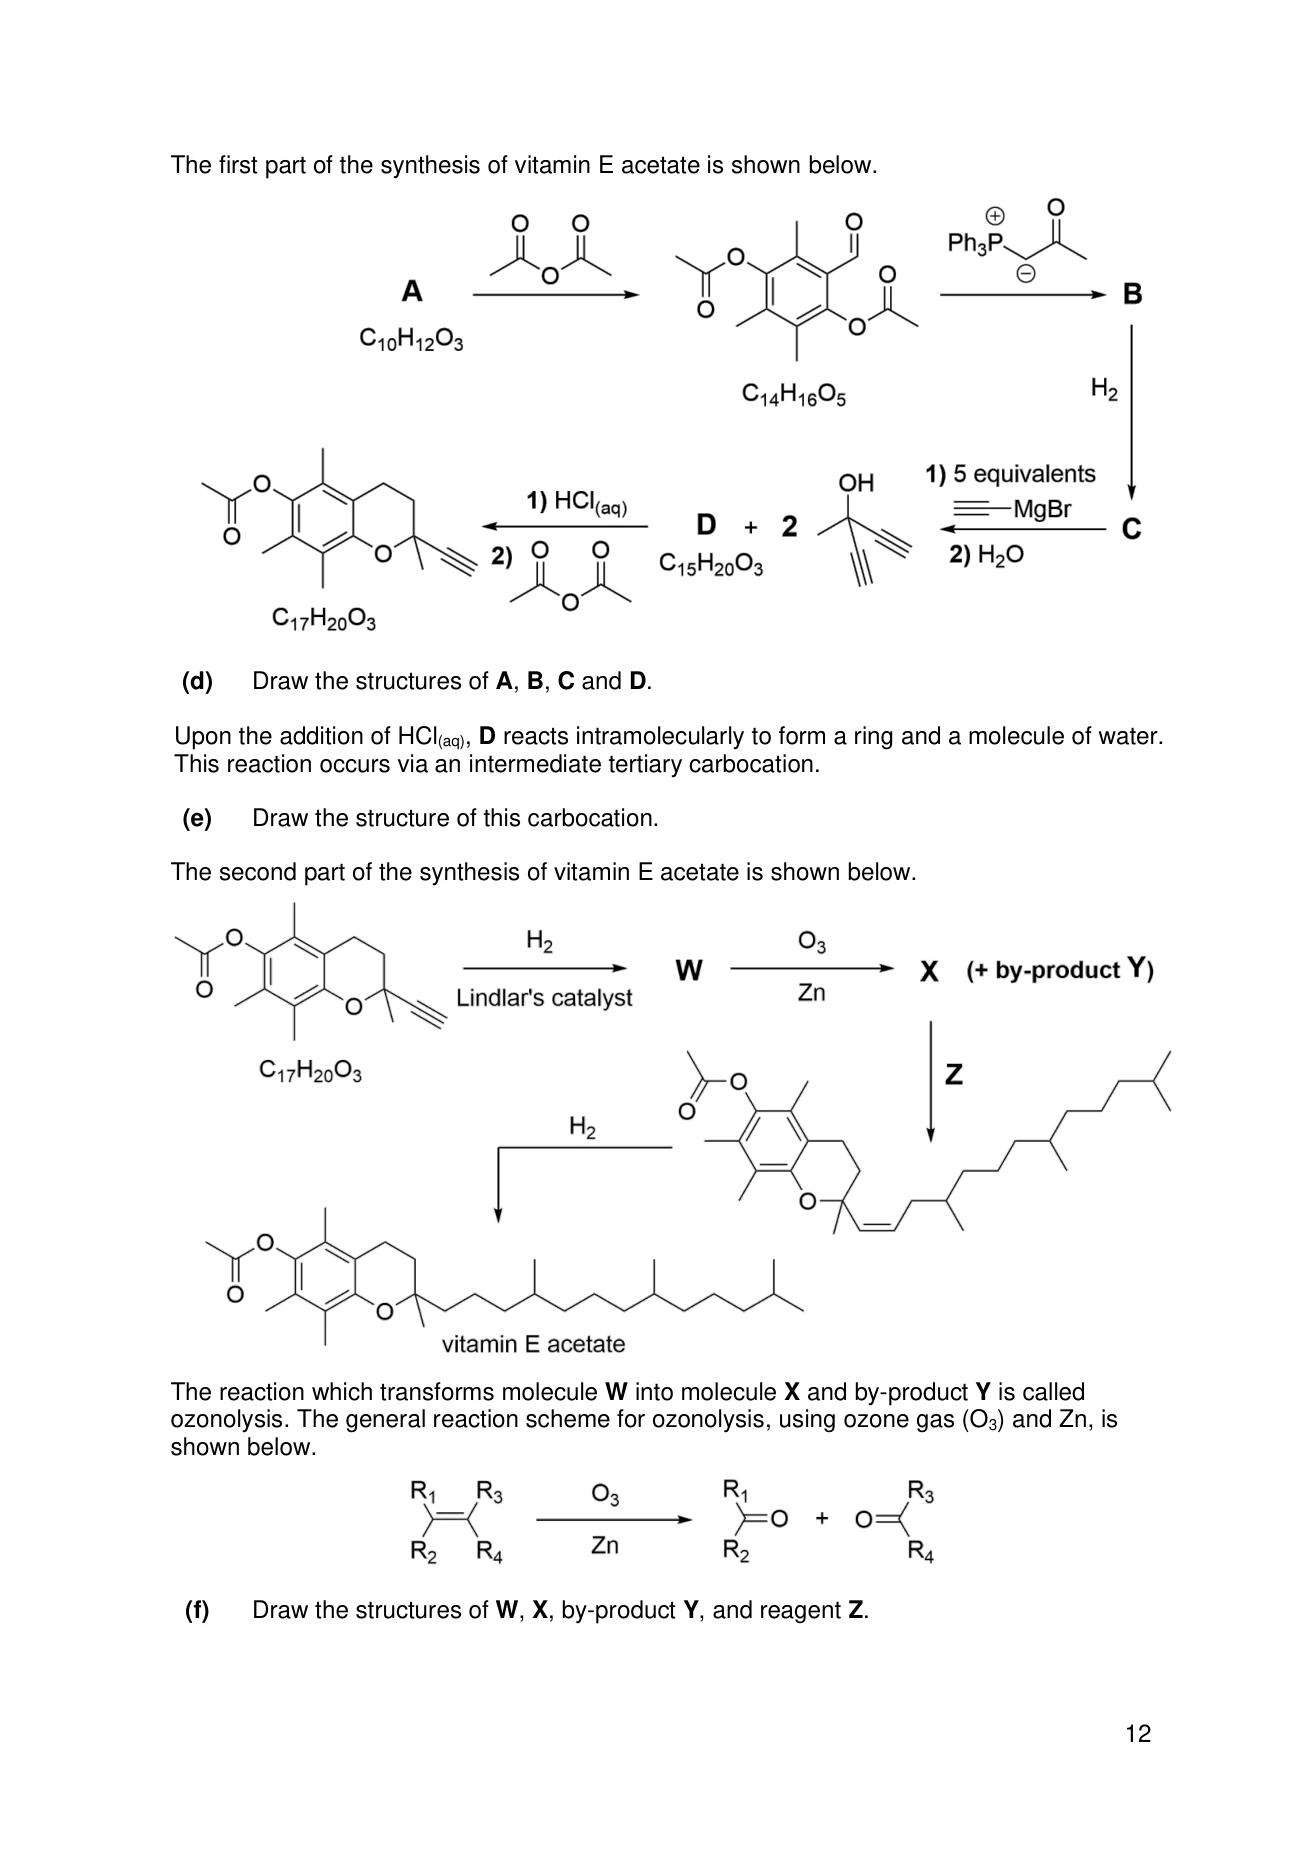 The first part of the synthesis of vitamin E acetate is shown below.
O O O ⊕ O
O O Ph₃P
A O O ⊖ B
C₁₀H₁₂O₃ O
C₁₄H₁₆O₅ H₂
O OH 1) 5 equivalents
1) HCl(aq) D + 2 MgBr C
O O 2) O O C₁₅H₂₀O₃ 2) H₂O
O
C₁₇H₂₀O₃
(d) Draw the structures of A, B, C and D.
Upon the addition of HCl(aq), D reacts intramolecularly to form a ring and a molecule of water.
This reaction occurs via an intermediate tertiary carbocation.
(e) Draw the structure of this carbocation.
The second part of the synthesis of vitamin E acetate is shown below.
O H₂ O₃
W X (+ by-product Y)
O O Lindlar's catalyst Zn
C₁₇H₂₀O₃ O Z
H₂ O
O
O
O O
vitamin E acetate
The reaction which transforms molecule W into molecule X and by-product Y is called
ozonolysis. The general reaction scheme for ozonolysis, using ozone gas (O₃) and Zn, is
shown below.
R₁ R₃ O₃ R₁ R₃
O + O
R₂ R₄ Zn R₂ R₄
(f) Draw the structures of W, X, by-product Y, and reagent Z.
12